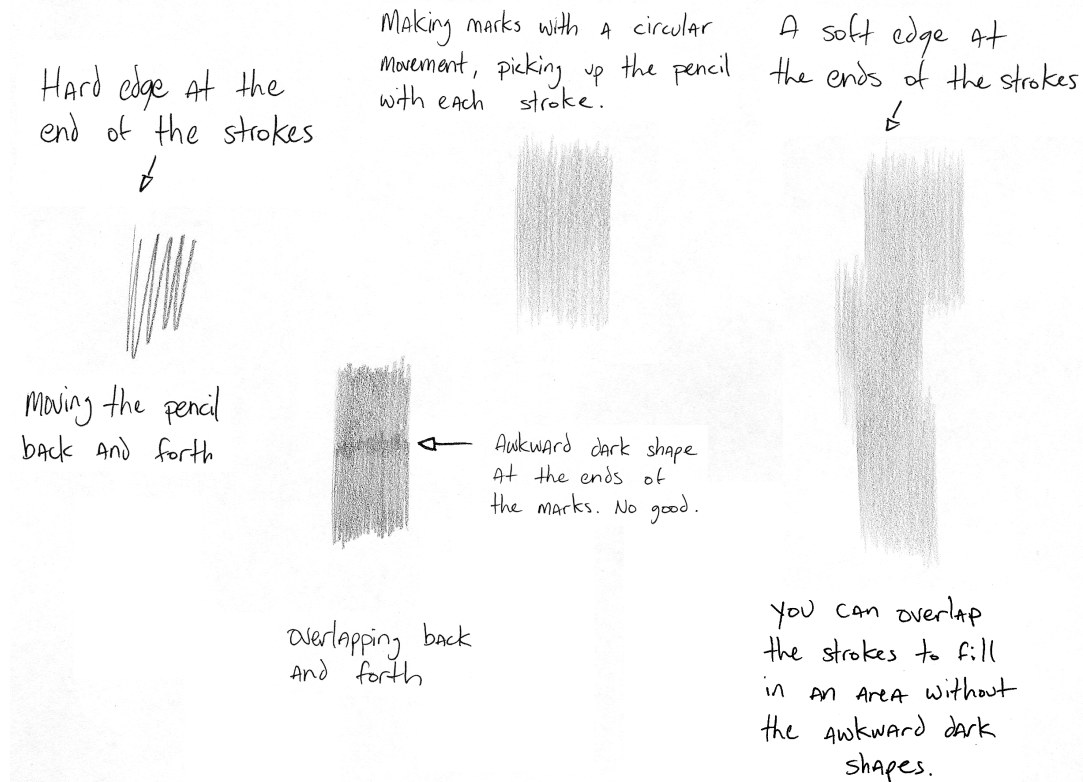 Hard edge at the
end of the strokes
Moving the pencil
back and forth
Making marks with a circular
movement, picking up the pencil
with each stroke.
Awkward dark shape
at the ends of
the marks. No good.
overlapping back
and forth
A soft edge at
the ends of the strokes
you can overlap
the strokes to fill
in an area without
the awkward dark
shapes.